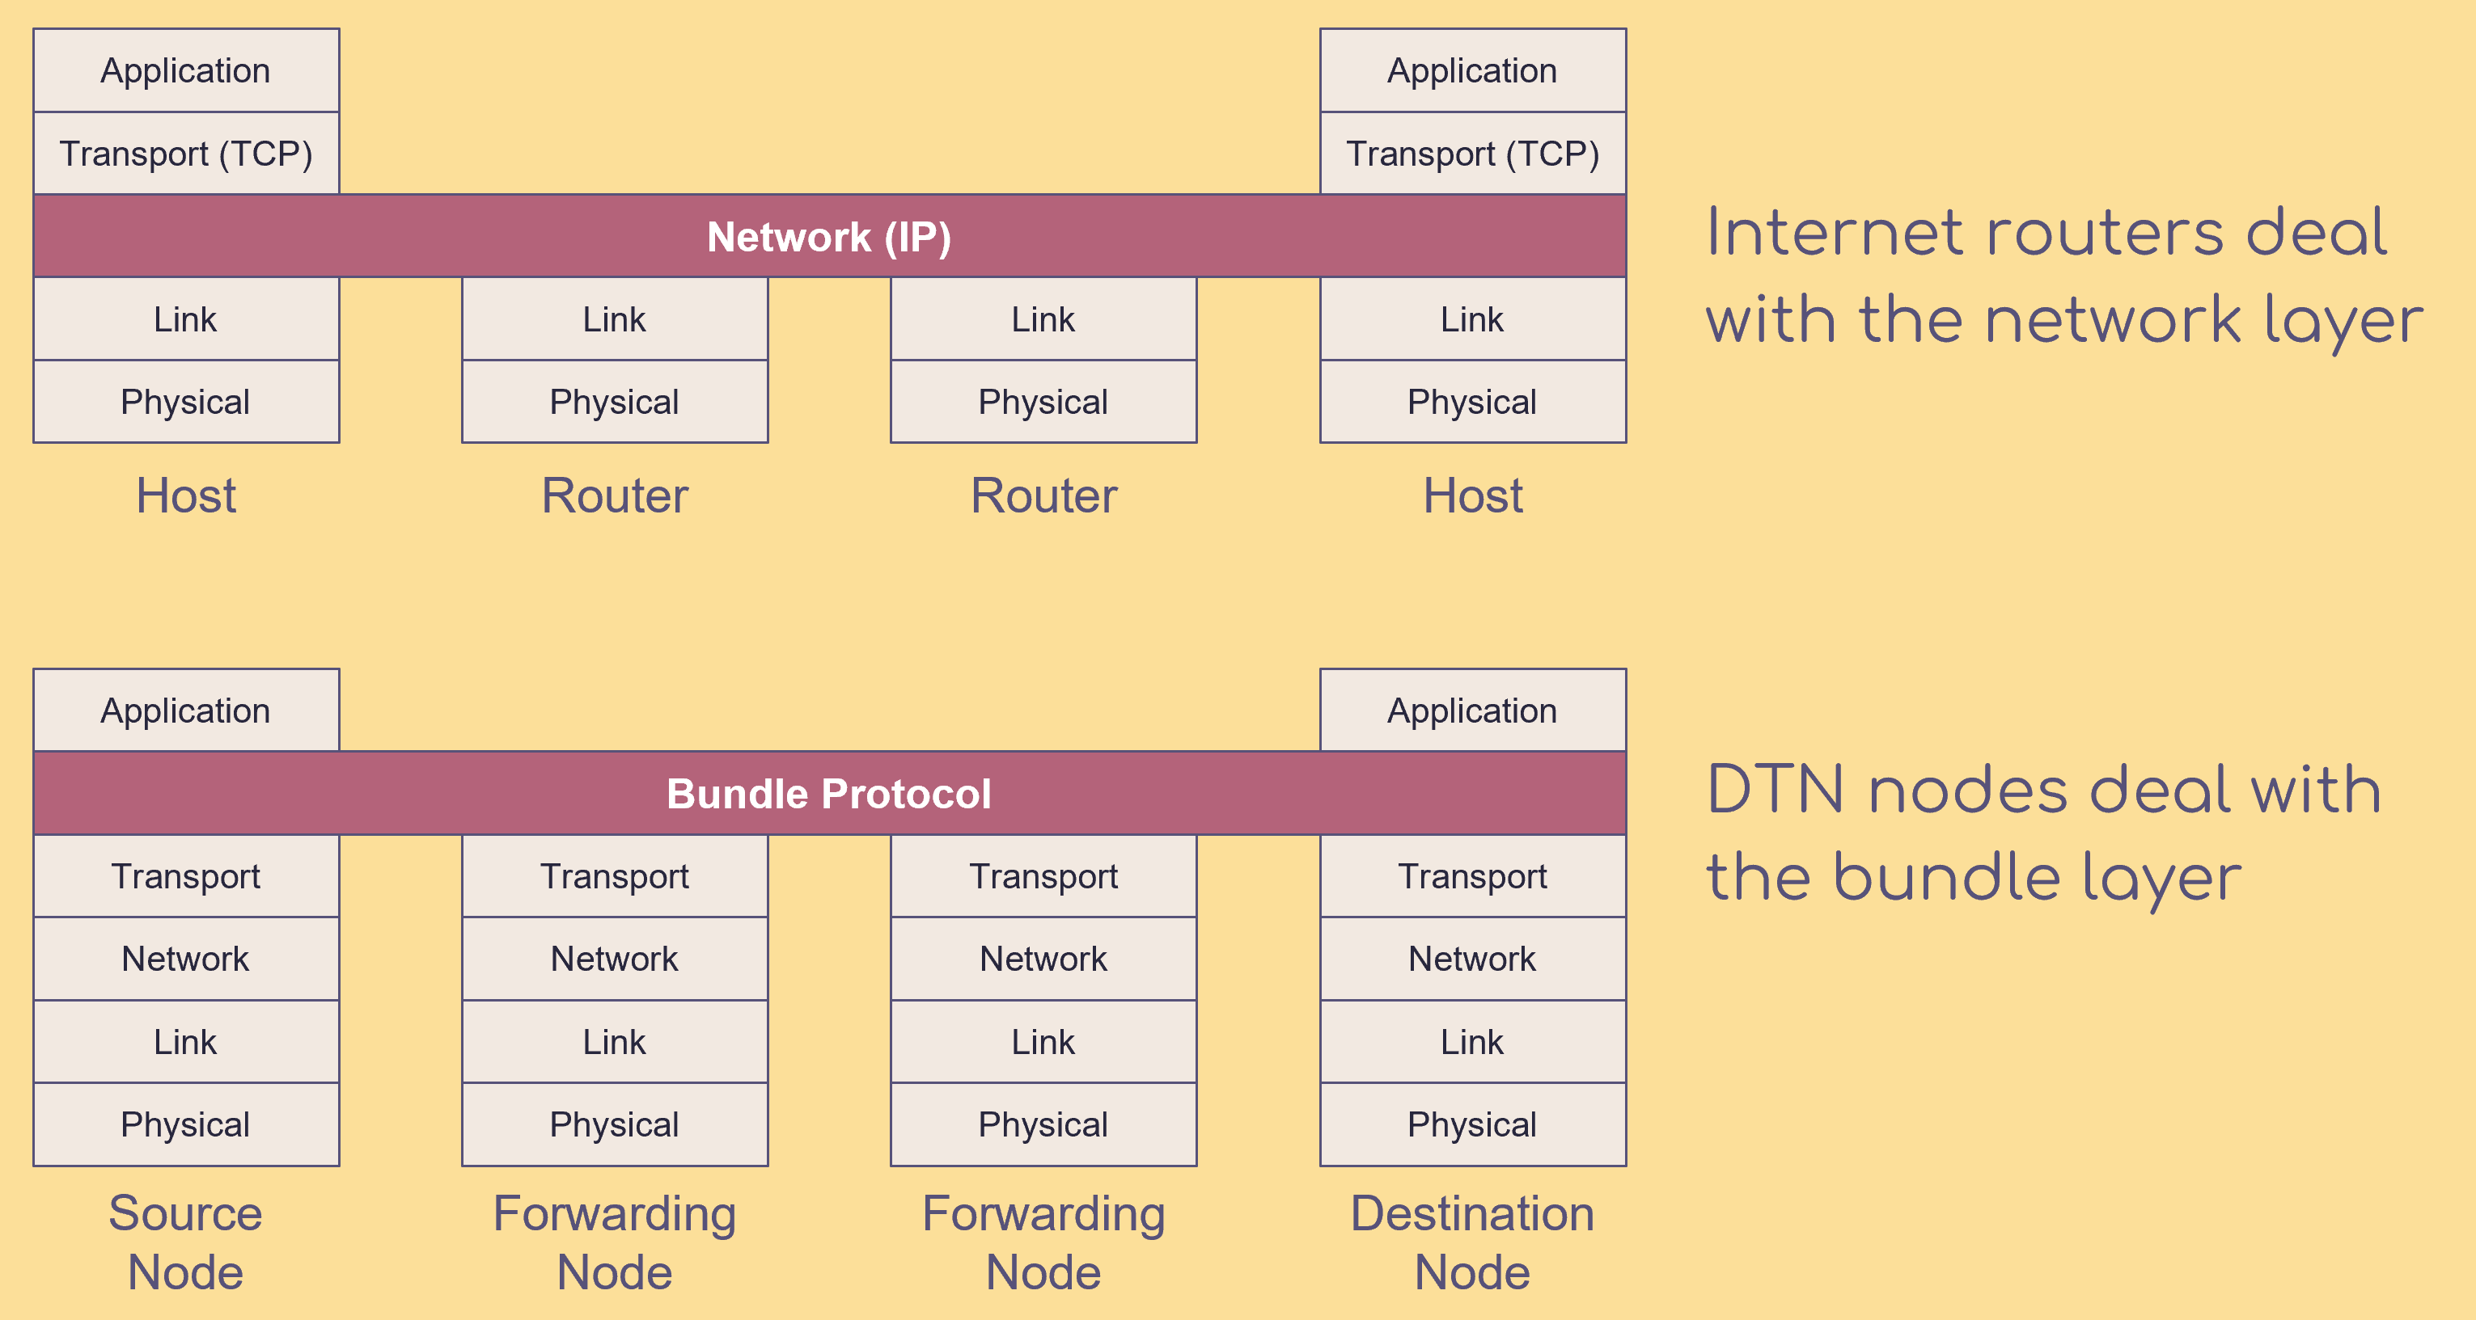 Application
Application
Transport (TCP)
Transport (TCP)
Network (IP)
Internet routers deal
with the network layer
Link
Link
Link
Link
Physical
Physical
Physical
Physical
Host
Router
Router
Host
Application
Application
Bundle Protocol
DTN nodes deal with
the bundle layer
Transport
Transport
Transport
Transport
Network
Network
Network
Network
Link
Link
Link
Link
Physical
Physical
Physical
Physical
Source
Node
Forwarding
Node
Forwarding
Node
Destination
Node